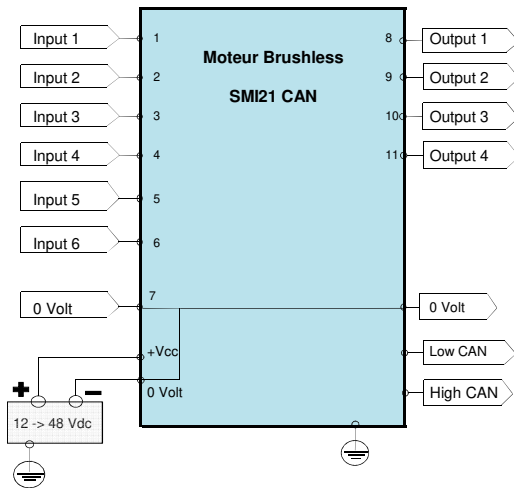 Moteur Brushless
SMI21 CAN
Input 1
1
Input 2
2
Input 3
3
Input 4
4
Input 5
5
Input 6
6
0 Volt
7
8
Output 1
9
Output 2
10
Output 3
11
Output 4
0 Volt
Low CAN
High CAN
+Vcc
0 Volt
+
−
12 -> 48 Vdc